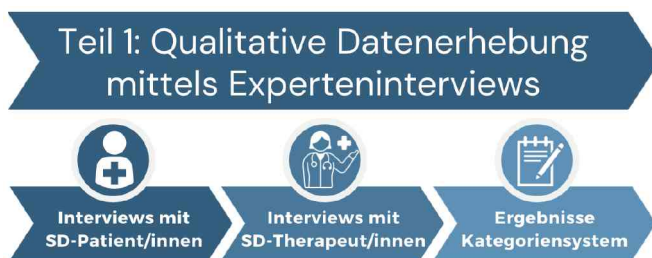 Teil 1: Qualitative Datenerhebung
mittels Experteninterviews
Interviews mit
SD-Patient/innen
Interviews mit
SD-Therapeut/innen
Ergebnisse
Kategoriensystem